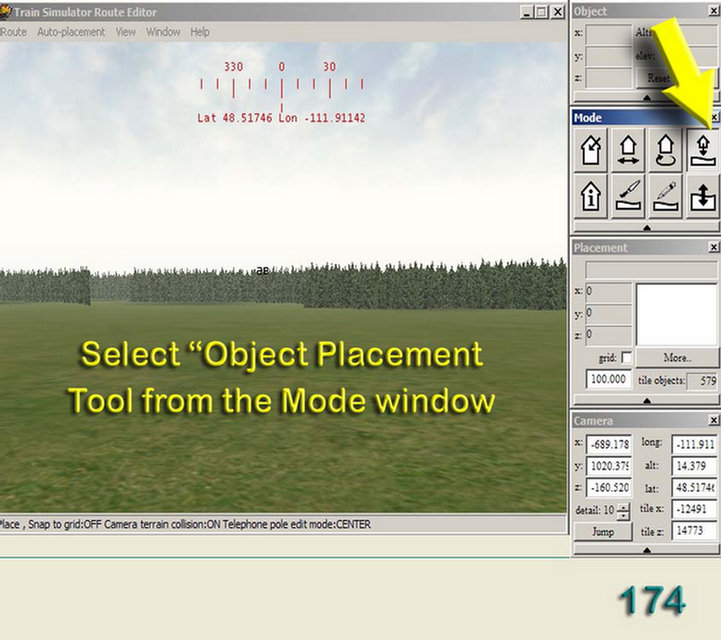 Train Simulator Route Editor
Route Auto-placement View Window Help
330 0 30
Lat 48.51746 Lon -111.91142
Select “Object Placement
Tool from the Mode window
Place , Snap to grid:OFF Camera terrain collision:ON Telephone pole edit mode:CENTER
Object
x: Alt:
y: elev:
z: Reset
Mode
Placement
x: 0
y: 0
z: 0
grid: More..
100.000 tile objects: 579
Camera
x: -689.178 long: -111.911
y: 1020.379 alt: 14.379
z: -160.520 lat: 48.5174
detail: 10 tile x: -12491
Jump tile z: 14773
174